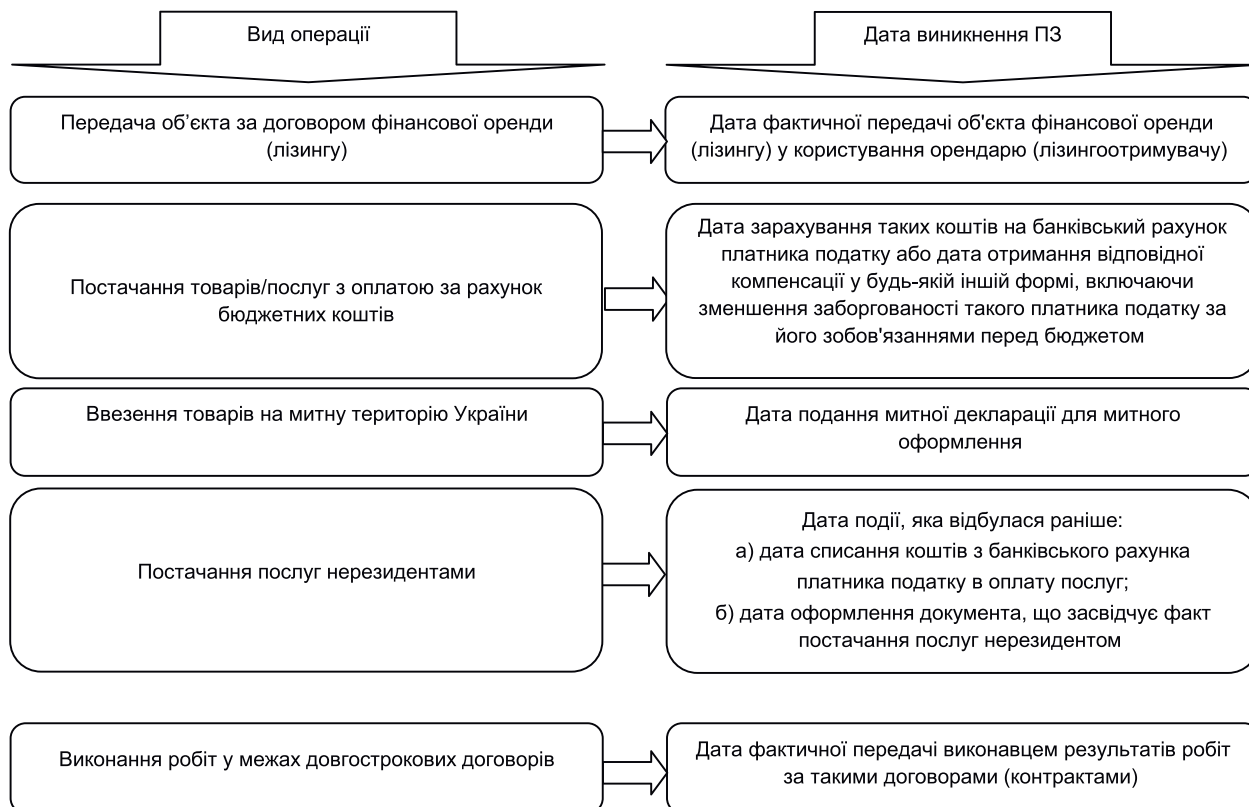 Вид операції
Дата виникнення ПЗ
Передача об’єкта за договором фінансової оренди
(лізингу)
Дата фактичної передачі об'єкта фінансової оренди
(лізингу) у користування орендарю (лізингоотримувачу)
Постачання товарів/послуг з оплатою за рахунок
бюджетних коштів
Дата зарахування таких коштів на банківський рахунок
платника податку або дата отримання відповідної
компенсації у будь-якій іншій формі, включаючи
зменшення заборгованості такого платника податку за
його зобов'язаннями перед бюджетом
Ввезення товарів на митну територію України
Дата подання митної декларації для митного
оформлення
Постачання послуг нерезидентами
Дата події, яка відбулася раніше:
а) дата списання коштів з банківського рахунка
платника податку в оплату послуг;
б) дата оформлення документа, що засвідчує факт
постачання послуг нерезидентом
Виконання робіт у межах довгострокових договорів
Дата фактичної передачі виконавцем результатів робіт
за такими договорами (контрактами)